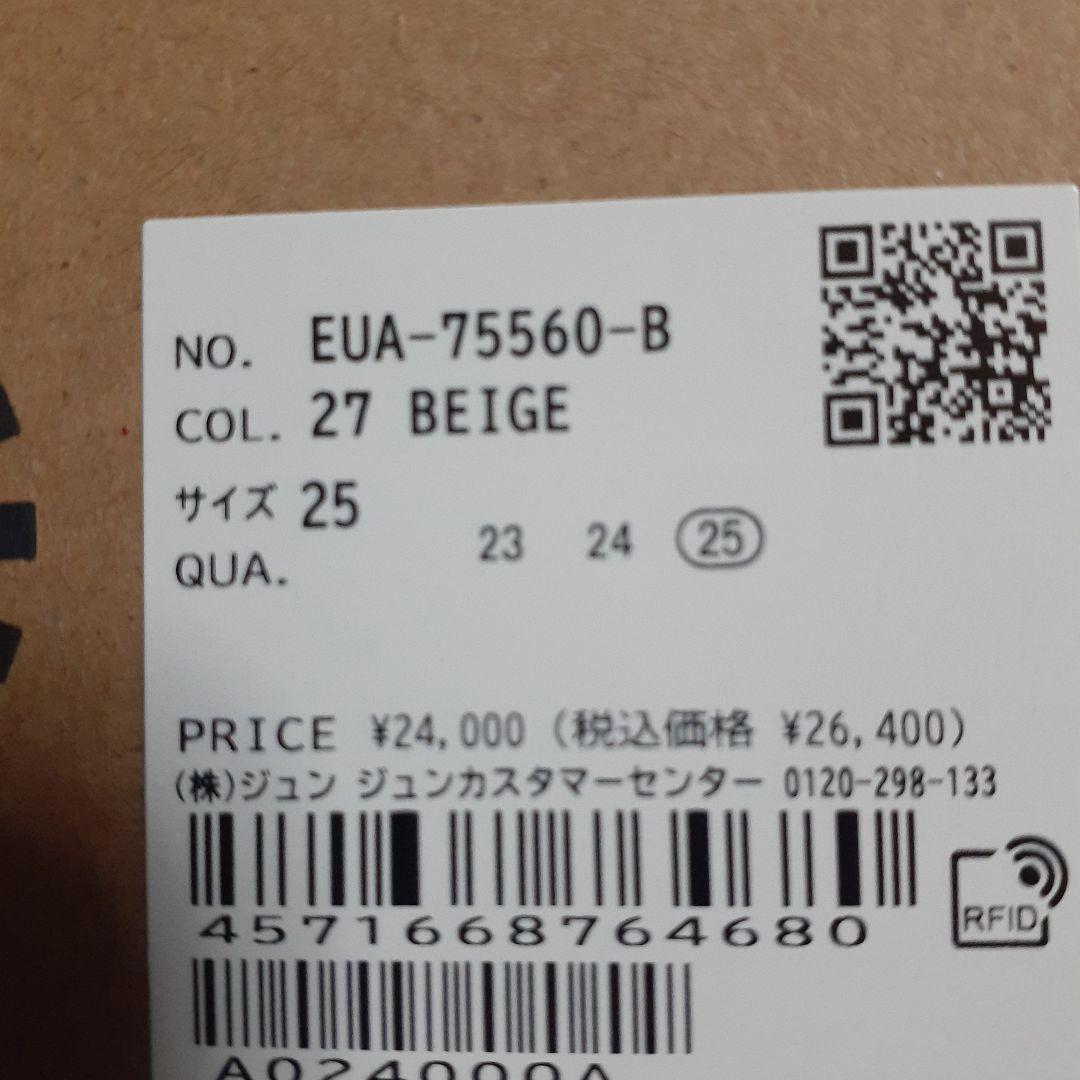 NO. EUA-75560-B
COL. 27 BEIGE
サイズ 25
23 24 25
QUA.
PRICE ¥24,000 (税込価格 ¥26,400)
(株)ジュン ジュンカスタマーセンター 0120-298-133
4571668764680
RFID
A024000A